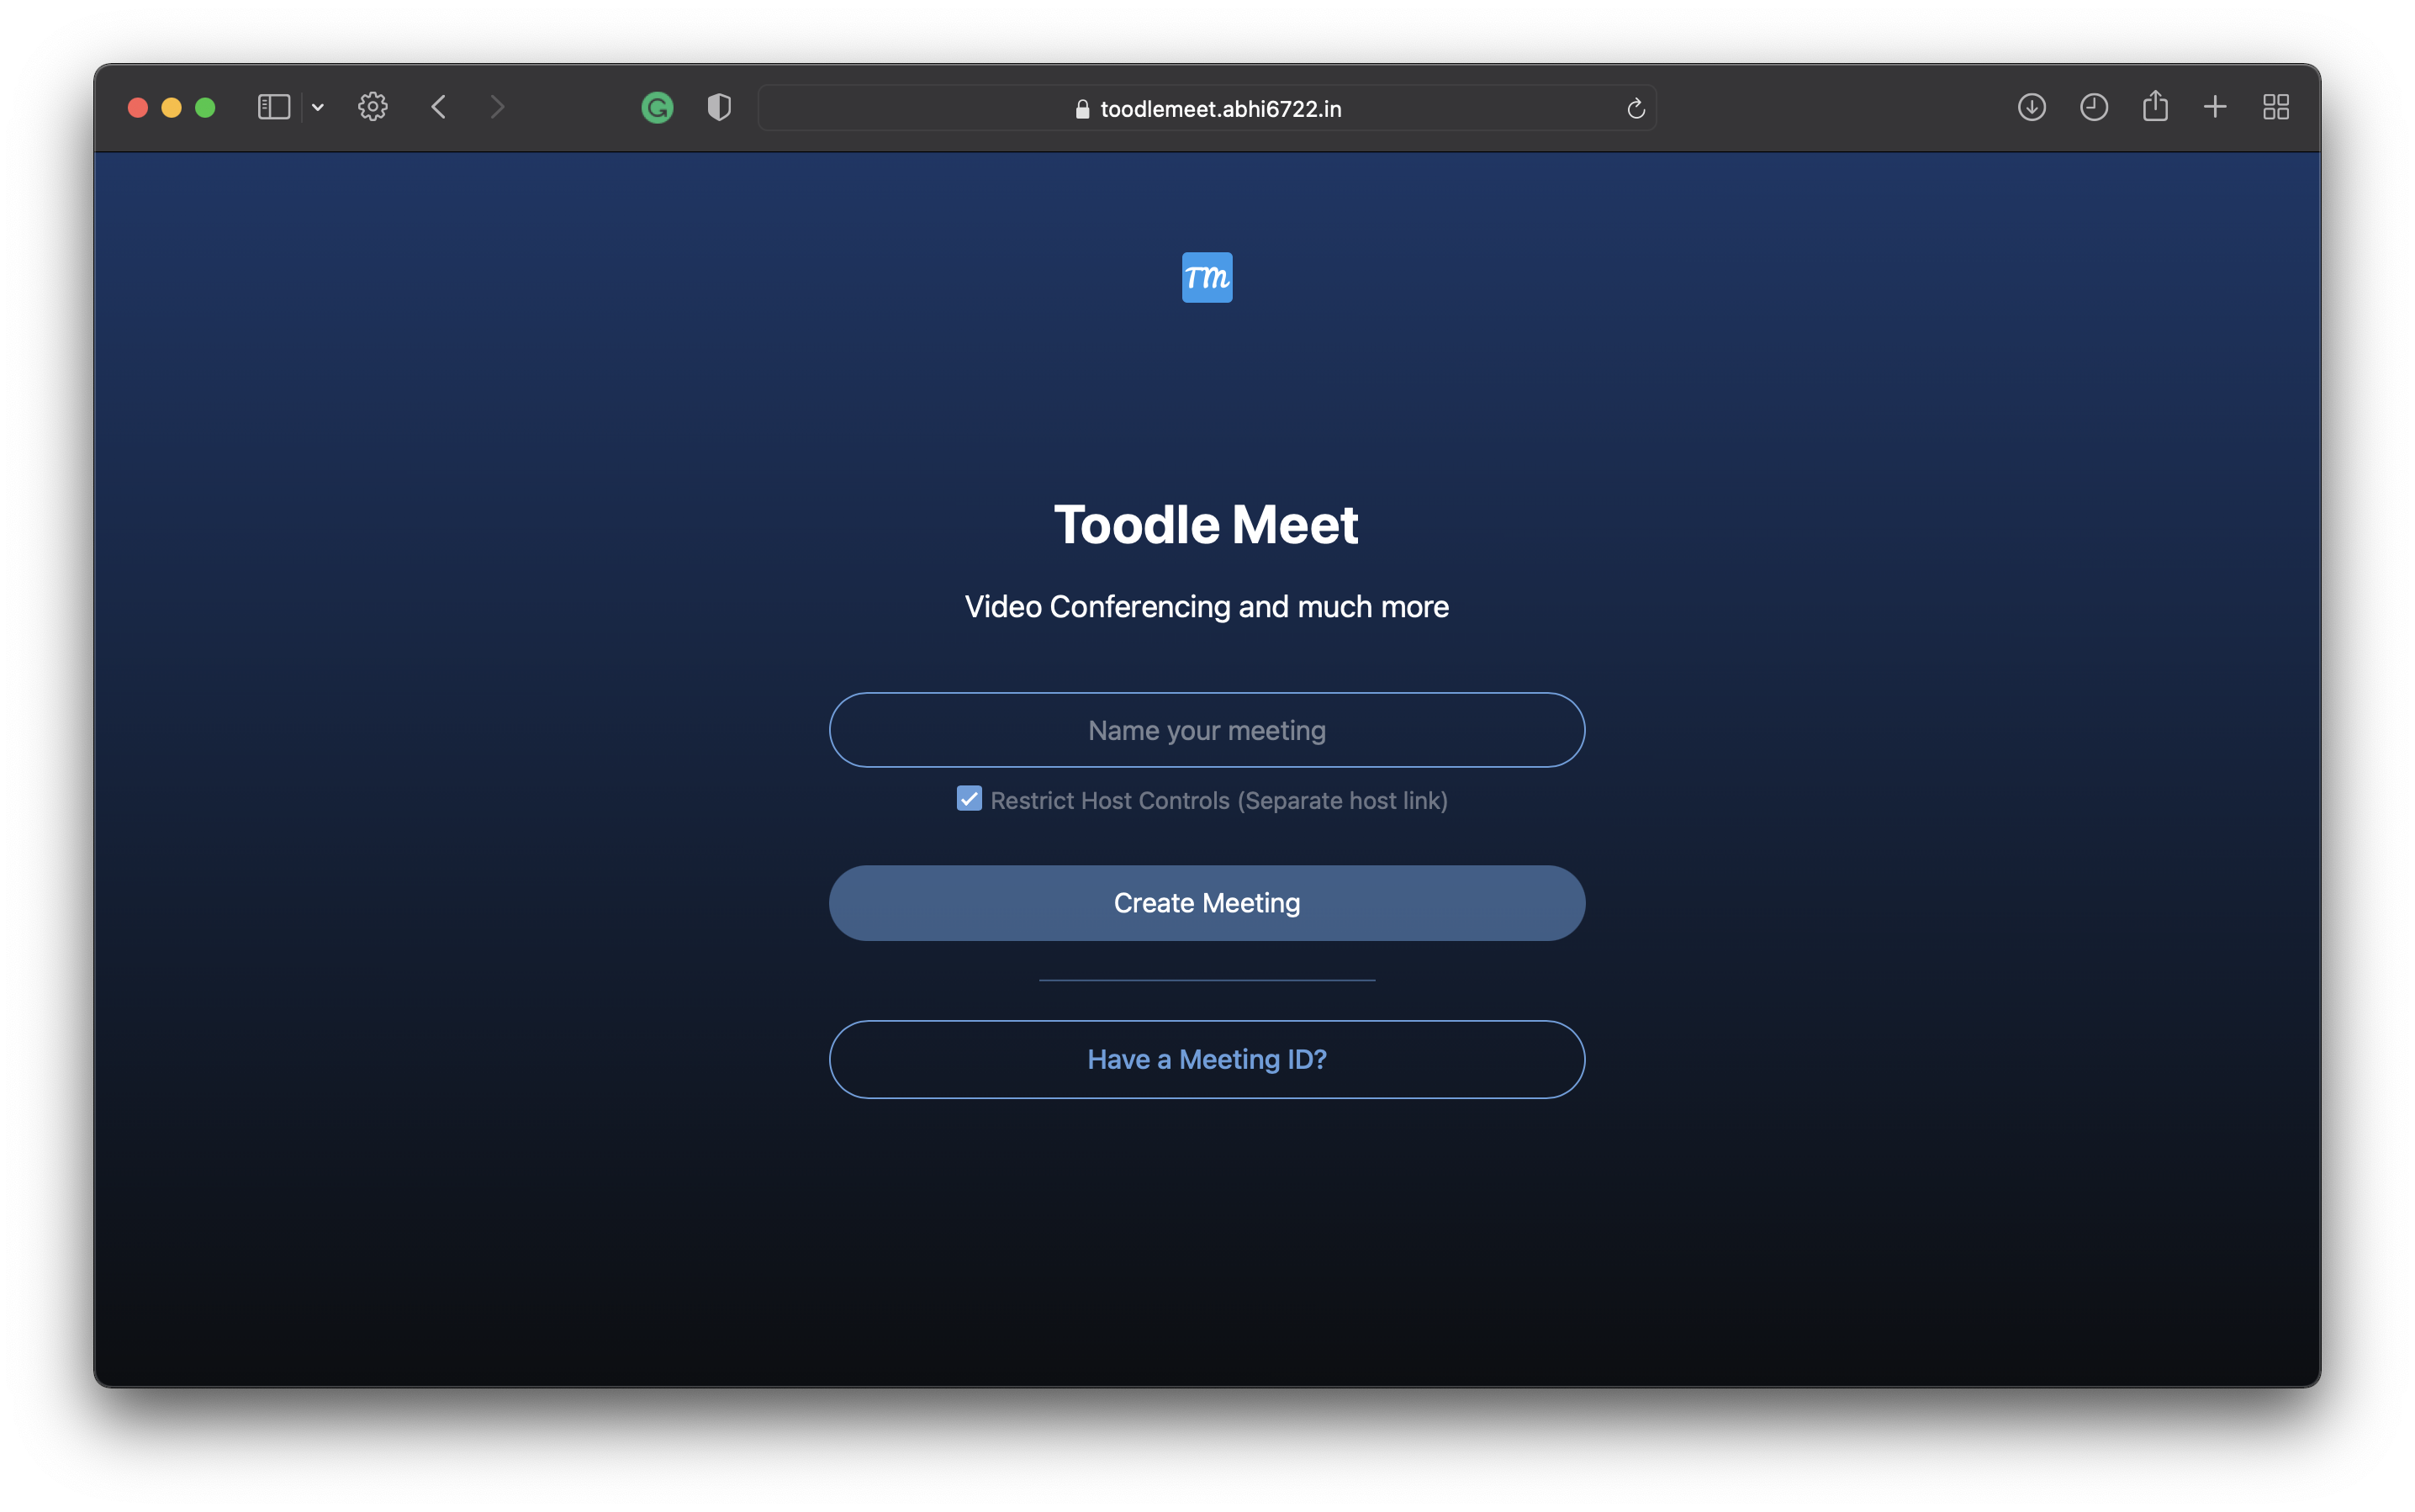 toodlemeet.abhi6722.in
TM
Toodle Meet
Video Conferencing and much more
Name your meeting
Restrict Host Controls (Separate host link)
Create Meeting
Have a Meeting ID?